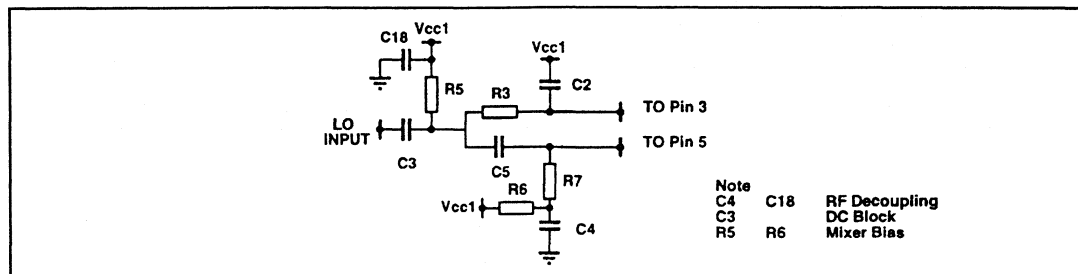 Vcc1
C18
Vcc1
R5
R3
C2
TO Pin 3
LO
INPUT
C3
C5
TO Pin 5
R7
R6
Vcc1
C4
Note
C4 C18 RF Decoupling
C3 DC Block
R5 R6 Mixer Bias